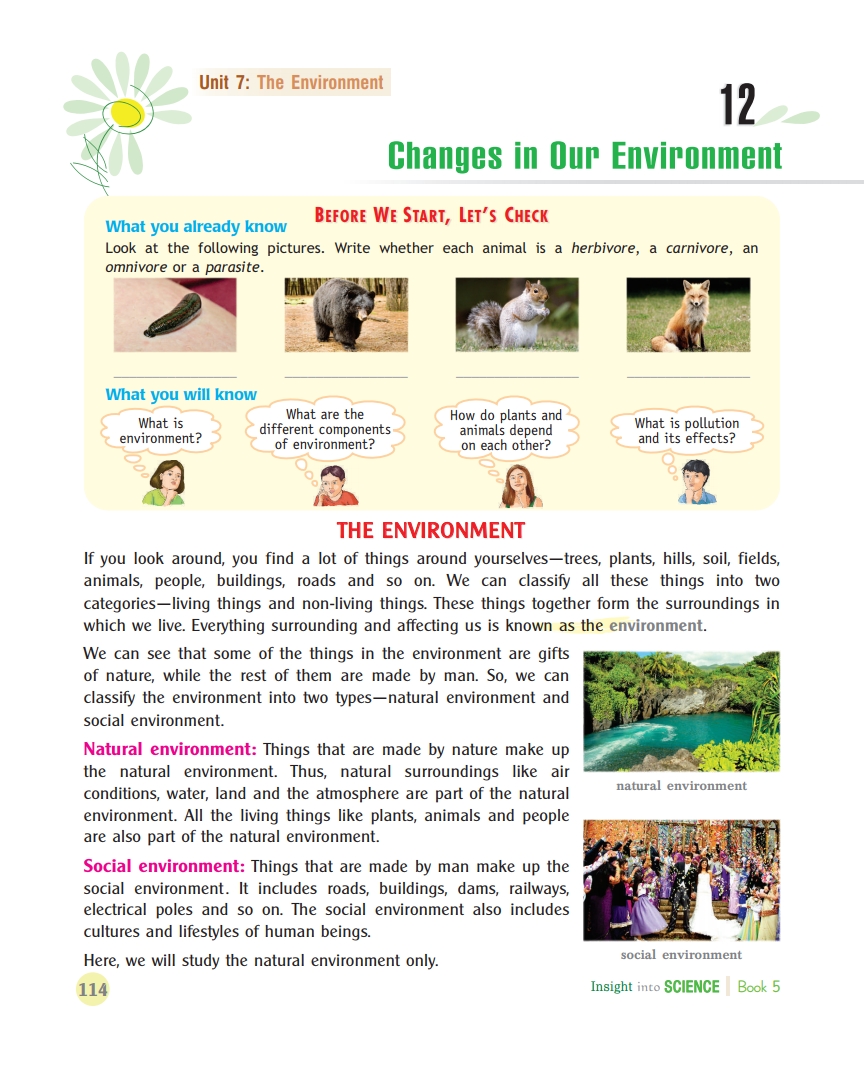 Unit 7: The Environment
12
Changes in Our Environment
BEFORE WE START, LET'S CHECK
What you already know
Look at the following pictures. Write whether each animal is a herbivore, a carnivore, an
omnivore or a parasite.
What you will know
What is
environment?
What are the
different components
of environment?
How do plants and
animals depend
on each other?
What is pollution
and its effects?
THE ENVIRONMENT
If you look around, you find a lot of things around yourselves—trees, plants, hills, soil, fields,
animals, people, buildings, roads and so on. We can classify all these things into two
categories—living things and non-living things. These things together form the surroundings in
which we live. Everything surrounding and affecting us is known as the environment.
We can see that some of the things in the environment are gifts
of nature, while the rest of them are made by man. So, we can
classify the environment into two types—natural environment and
social environment.
Natural environment: Things that are made by nature make up
the natural environment. Thus, natural surroundings like air
conditions, water, land and the atmosphere are part of the natural
environment. All the living things like plants, animals and people
are also part of the natural environment.
natural environment
Social environment: Things that are made by man make up the
social environment. It includes roads, buildings, dams, railways,
electrical poles and so on. The social environment also includes
cultures and lifestyles of human beings.
social environment
Here, we will study the natural environment only.
114
Insight into SCIENCE Book 5